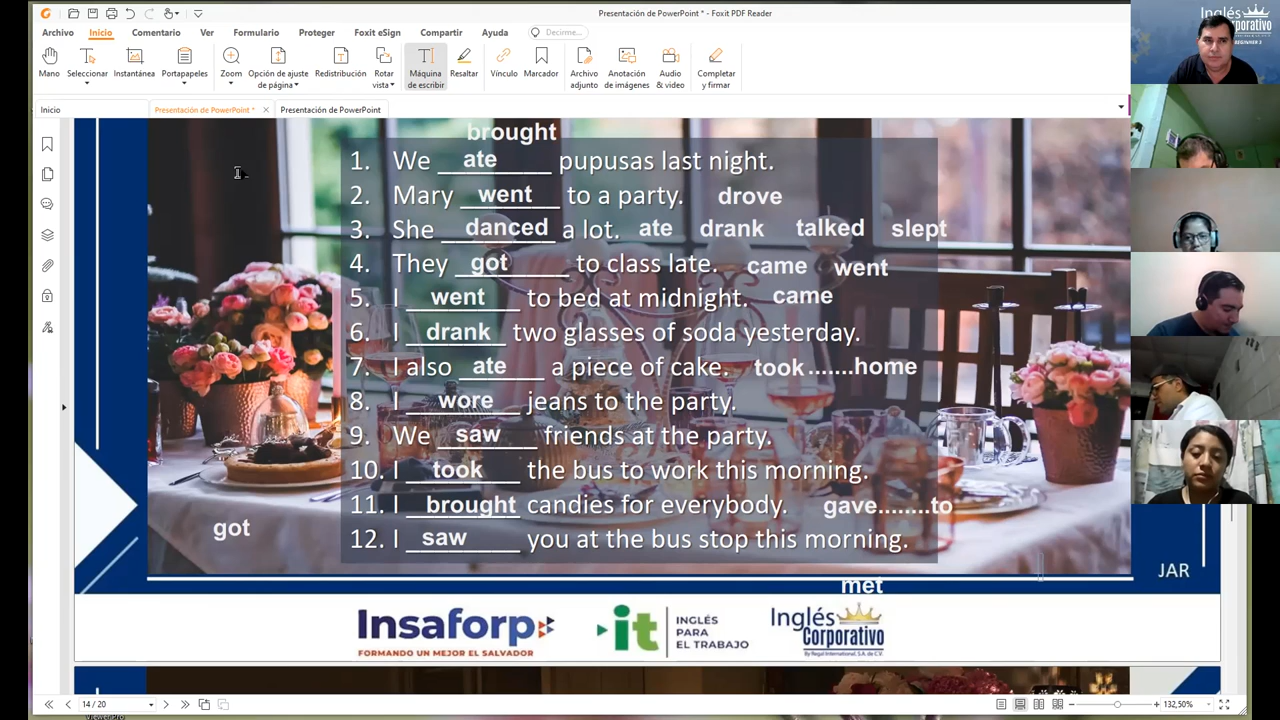 Presentación de PowerPoint * - Foxit PDF Reader
Archivo Inicio Comentario Ver Formulario Proteger Foxit eSign Compartir Ayuda Decirme...
Mano Seleccionar Instantánea Portapapeles Zoom Opción de ajuste de página Redistribución Rotar vista Máquina de escribir Resaltar Vínculo Marcador Archivo adjunto Anotación de imágenes Audio & video Completar y firmar
Inicio Presentación de PowerPoint * Presentación de PowerPoint
brought
1. We ate pupusas last night.
2. Mary went to a party. drove
3. She danced a lot. ate drank talked slept
4. They got to class late. came went
5. I went to bed at midnight. came
6. I drank two glasses of soda yesterday.
7. I also ate a piece of cake. took.......home
8. I wore jeans to the party.
9. We saw friends at the party.
10. I took the bus to work this morning.
11. I brought candies for everybody. gave........to
got
12. I saw you at the bus stop this morning.
JAR
met
Insaforp
FORMANDO UN MEJOR EL SALVADOR
it INGLÉS PARA EL TRABAJO
Inglés Corporativo
By Regal International, S.A. de C.V.
14 / 20
132,50%
ViewerPro
Inglés
Corporativo
BEGINNER 2